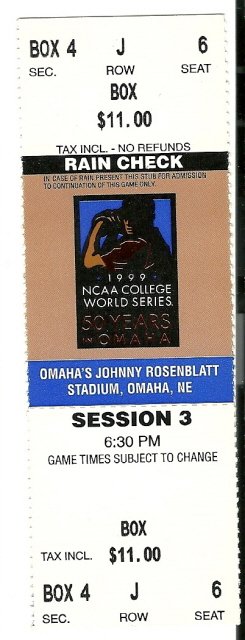 BOX 4 J 6
SEC. ROW SEAT
BOX
$11.00
TAX INCL. - NO REFUNDS
RAIN CHECK
IN CASE OF RAIN PRESENT THIS STUB FOR ADMISSION
TO CONTINUATION OF THIS GAME ONLY.
1999
NCAA COLLEGE
WORLD SERIES
50 YEARS
IN OMAHA
OMAHA'S JOHNNY ROSENBLATT
STADIUM, OMAHA, NE
SESSION 3
6:30 PM
GAME TIMES SUBJECT TO CHANGE
BOX
TAX INCL. $11.00
BOX 4 J 6
SEC. ROW SEAT